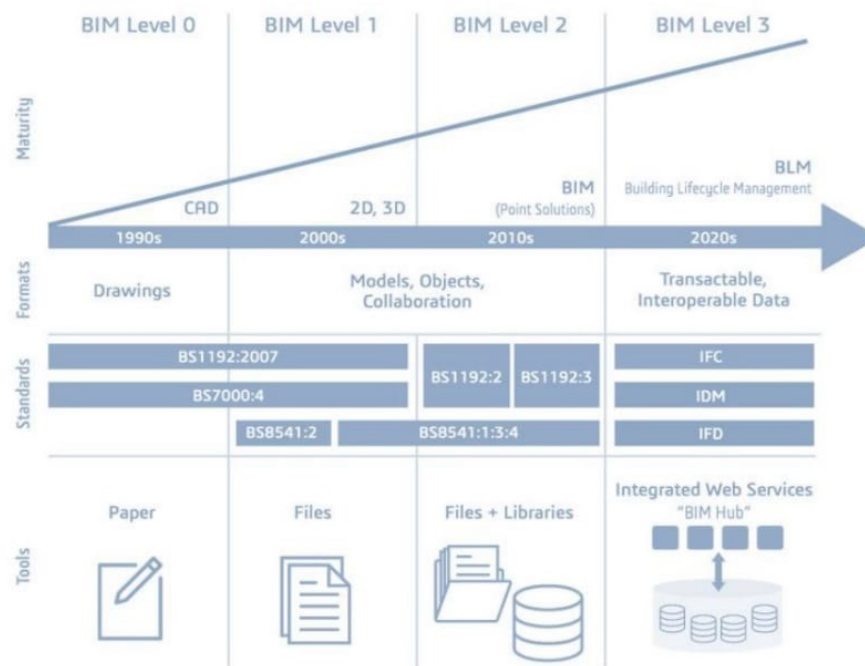 BIM Level 0
BIM Level 1
BIM Level 2
BIM Level 3
Maturity
CAD
2D, 3D
BIM
(Point Solutions)
BLM
Building Lifecycle Management
1990s
2000s
2010s
2020s
Formats
Drawings
Models, Objects,
Collaboration
Transactable,
Interoperable Data
Standards
BS1192:2007
BS7000:4
BS8541:2
BS8541:1:3:4
BS1192:2
BS1192:3
IFC
IDM
IFD
Tools
Paper
Files
Files + Libraries
Integrated Web Services
"BIM Hub"